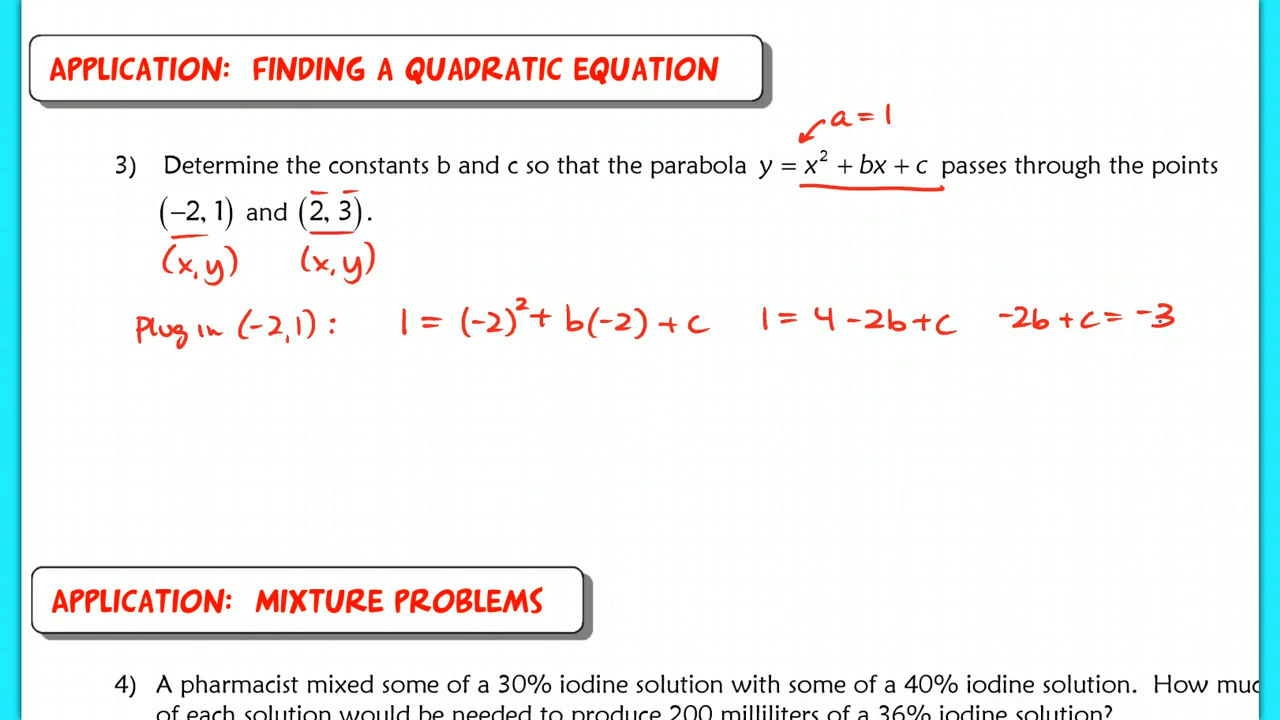 APPLICATION: FINDING A QUADRATIC EQUATION
a = 1
3) Determine the constants b and c so that the parabola y = x² + bx + c passes through the points
(−2, 1) and (2, 3).
(x, y) (x, y)
Plug in (-2, 1): 1 = (-2)² + b(-2) + c 1 = 4 - 2b + c -2b + c = -3
APPLICATION: MIXTURE PROBLEMS
4) A pharmacist mixed some of a 30% iodine solution with some of a 40% iodine solution. How muc
of each solution would be needed to produce 200 milliliters of a 36% iodine solution?